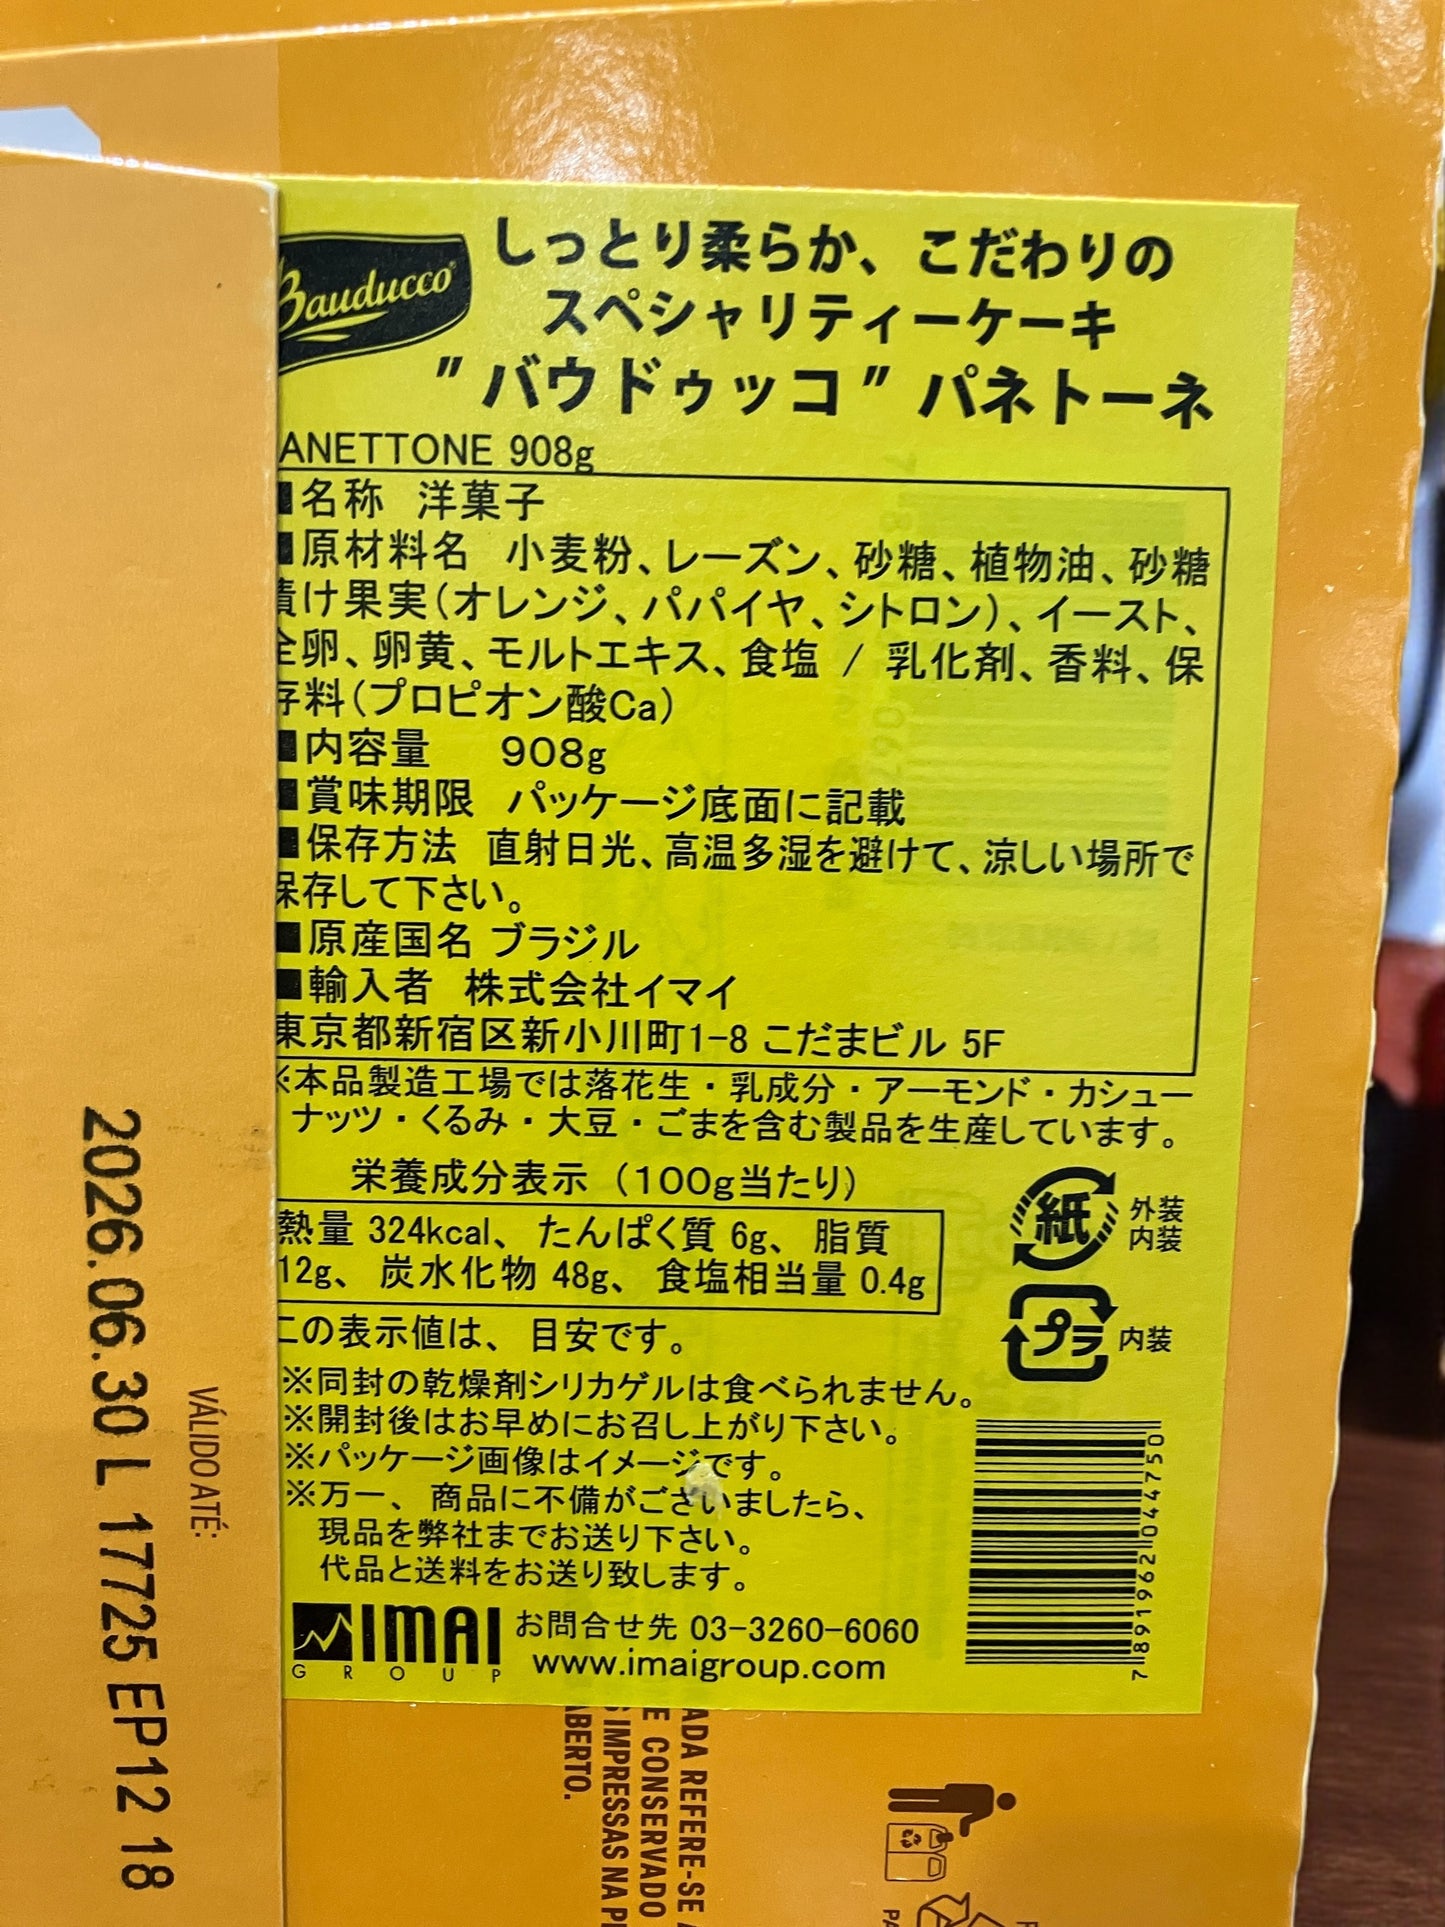 Bauducco
しっとり柔らか、こだわりの
スペシャリティーケーキ
"バウドゥッコ" パネトーネ
ANETTONE 908g
■名称 洋菓子
■原材料名 小麦粉、レーズン、砂糖、植物油、砂糖
漬け果実(オレンジ、パパイヤ、シトロン)、イースト、
全卵、卵黄、モルトエキス、食塩 / 乳化剤、香料、保
存料(プロピオン酸Ca)
■内容量 908g
■賞味期限 パッケージ底面に記載
■保存方法 直射日光、高温多湿を避けて、涼しい場所で
保存して下さい。
■原産国名 ブラジル
■輸入者 株式会社イマイ
東京都新宿区新小川町1-8 こだまビル 5F
※本品製造工場では落花生・乳成分・アーモンド・カシュー
ナッツ・くるみ・大豆・ごまを含む製品を生産しています。
栄養成分表示(100g当たり)
熱量 324kcal、たんぱく質 6g、脂質
12g、炭水化物 48g、食塩相当量 0.4g
この表示値は、目安です。
紙 外装
内装
プラ 内装
※同封の乾燥剤シリカゲルは食べられません。
※開封後はお早めにお召し上がり下さい。
※パッケージ画像はイメージです。
※万一、商品に不備がございましたら、
現品を弊社までお送り下さい。
代品と送料をお送り致します。
IMAI
GROUP
お問合せ先 03-3260-6060
www.imaigroup.com
7891962044750
VÁLIDO ATÉ:
2026.06.30 L 17725 EP12 18
ADA REFERE-SE
E CONSERVADO
IMPRESSAS NA
ABERTO.